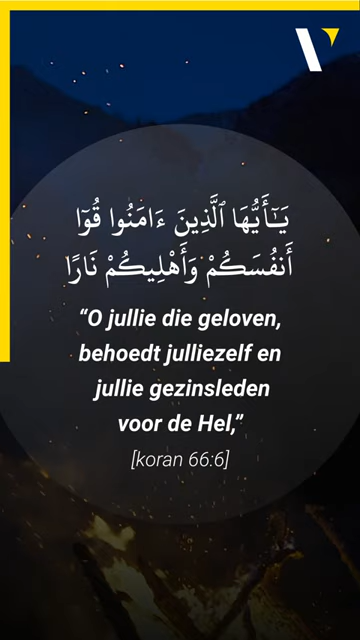 يَـٰٓأَيُّهَا ٱلَّذِينَ ءَامَنُوا قُوٓا
أَنفُسَكُمْ وَأَهْلِيكُمْ نَارًا
“O jullie die geloven,
behoedt julliezelf en
jullie gezinsleden
voor de Hel,”
[koran 66:6]